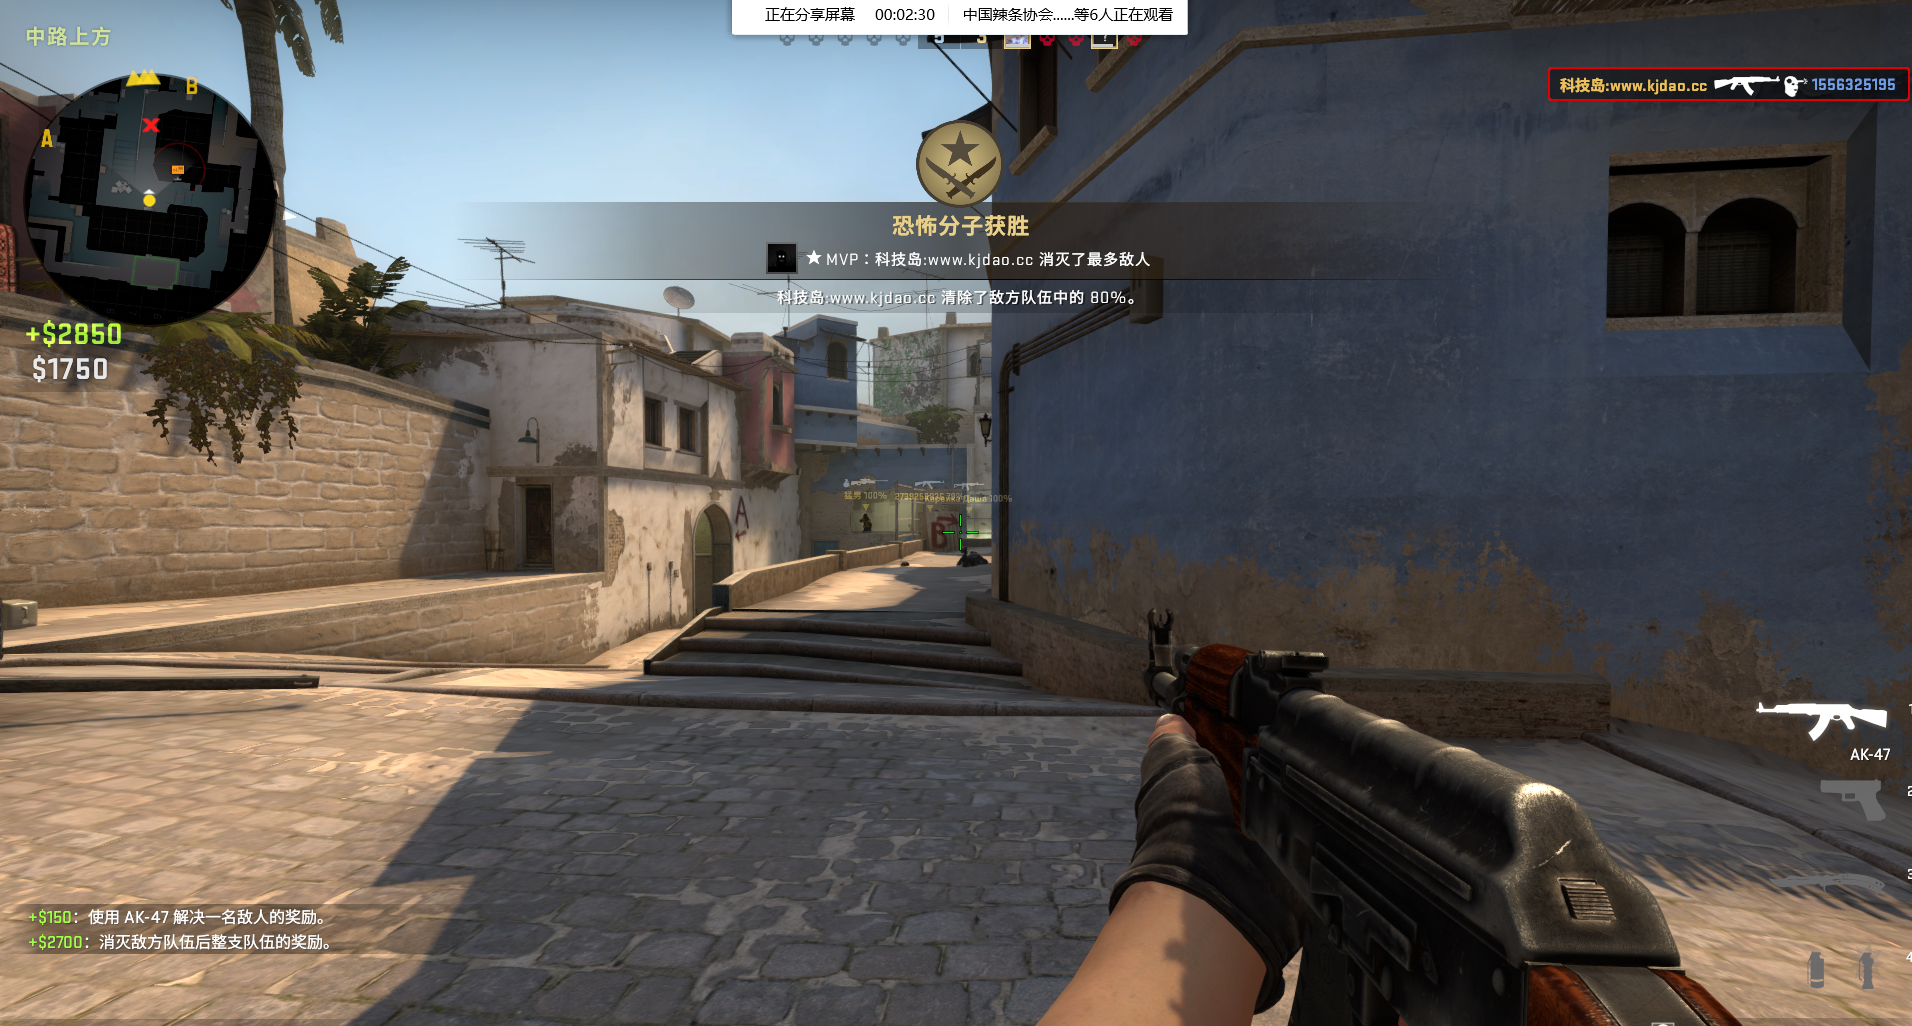 正在分享屏幕 00:02:30 中国辣条协会......等6人正在观看
中路上方
B
A
科技岛:www.kjdao.cc 1556325195
恐怖分子获胜
★ MVP：科技岛:www.kjdao.cc 消灭了最多敌人
科技岛:www.kjdao.cc 清除了敌方队伍中的 80%。
+$2850
$1750
猛男 100%
A
B
AK-47
+$150：使用 AK-47 解决一名敌人的奖励。
+$2700：消灭敌方队伍后整支队伍的奖励。